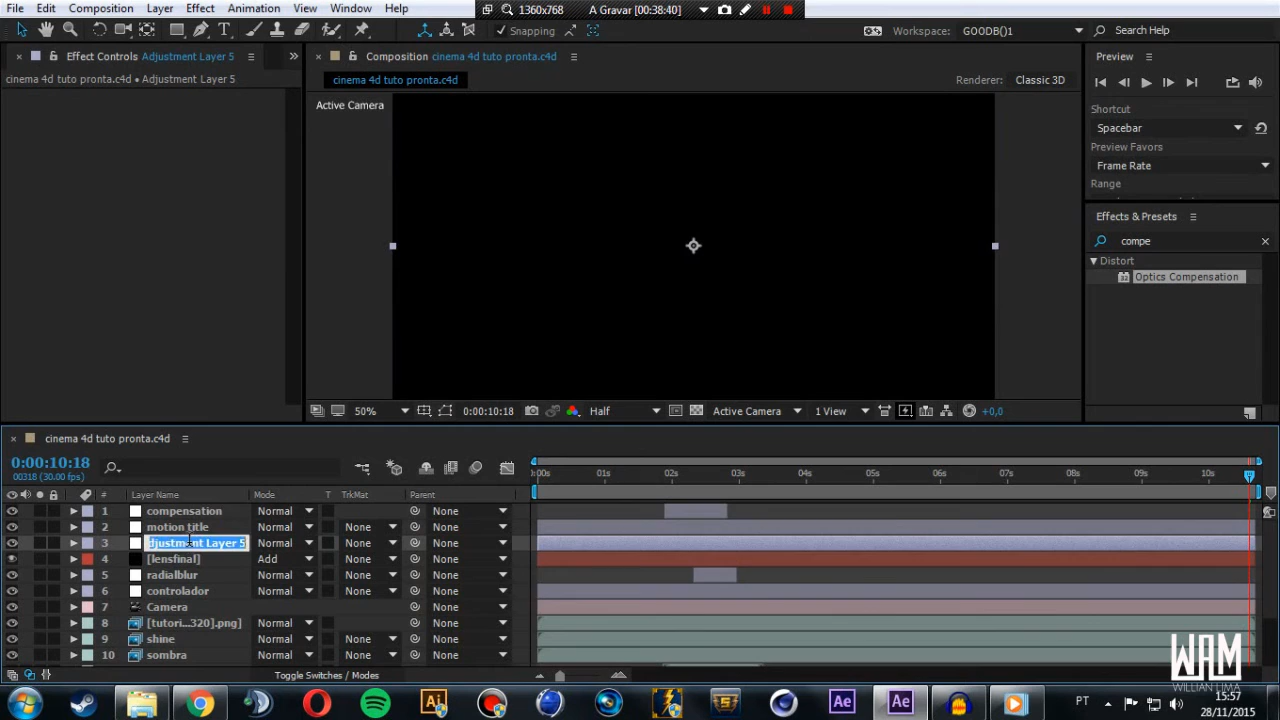 File Edit Composition Layer Effect Animation View Window Help
1360x768 A Gravar [00:38:40]
Snapping
Workspace: GOODB()1
Search Help
Effect Controls Adjustment Layer 5
cinema 4d tuto pronta.c4d • Adjustment Layer 5
Composition cinema 4d tuto pronta.c4d
cinema 4d tuto pronta.c4d
Renderer: Classic 3D
Active Camera
Preview
Shortcut
Spacebar
Preview Favors
Frame Rate
Range
Effects & Presets
compe
Distort
32
Optics Compensation
50% 0:00:10:18 Half Active Camera 1 View +0,0
cinema 4d tuto pronta.c4d
0:00:10:18
00318 (30.00 fps)
:00s 01s 02s 03s 04s 05s 06s 07s 08s 09s 10s
# Layer Name Mode T TrkMat Parent
1 compensation Normal None
2 motion title Normal None None
3 djustment Layer 5 Normal None None
4 [lensfinal] Add None None
5 radialblur Normal None None
6 controlador Normal None None
7 Camera None
8 [tutori...320].png] Normal None
9 shine Normal None None
10 sombra Normal None None
Toggle Switches / Modes
WAM
WILLIAN LIMA
Ai
Ae
Ae
PT
15:57
28/11/2015